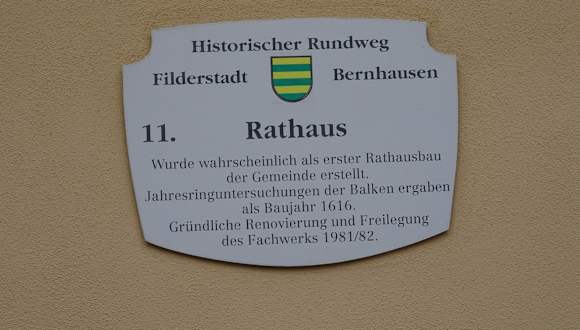 Historischer Rundweg
Filderstadt Bernhausen
11. Rathaus
Wurde wahrscheinlich als erster Rathausbau
der Gemeinde erstellt.
Jahresringuntersuchungen der Balken ergaben
als Baujahr 1616.
Gründliche Renovierung und Freilegung
des Fachwerks 1981/82.